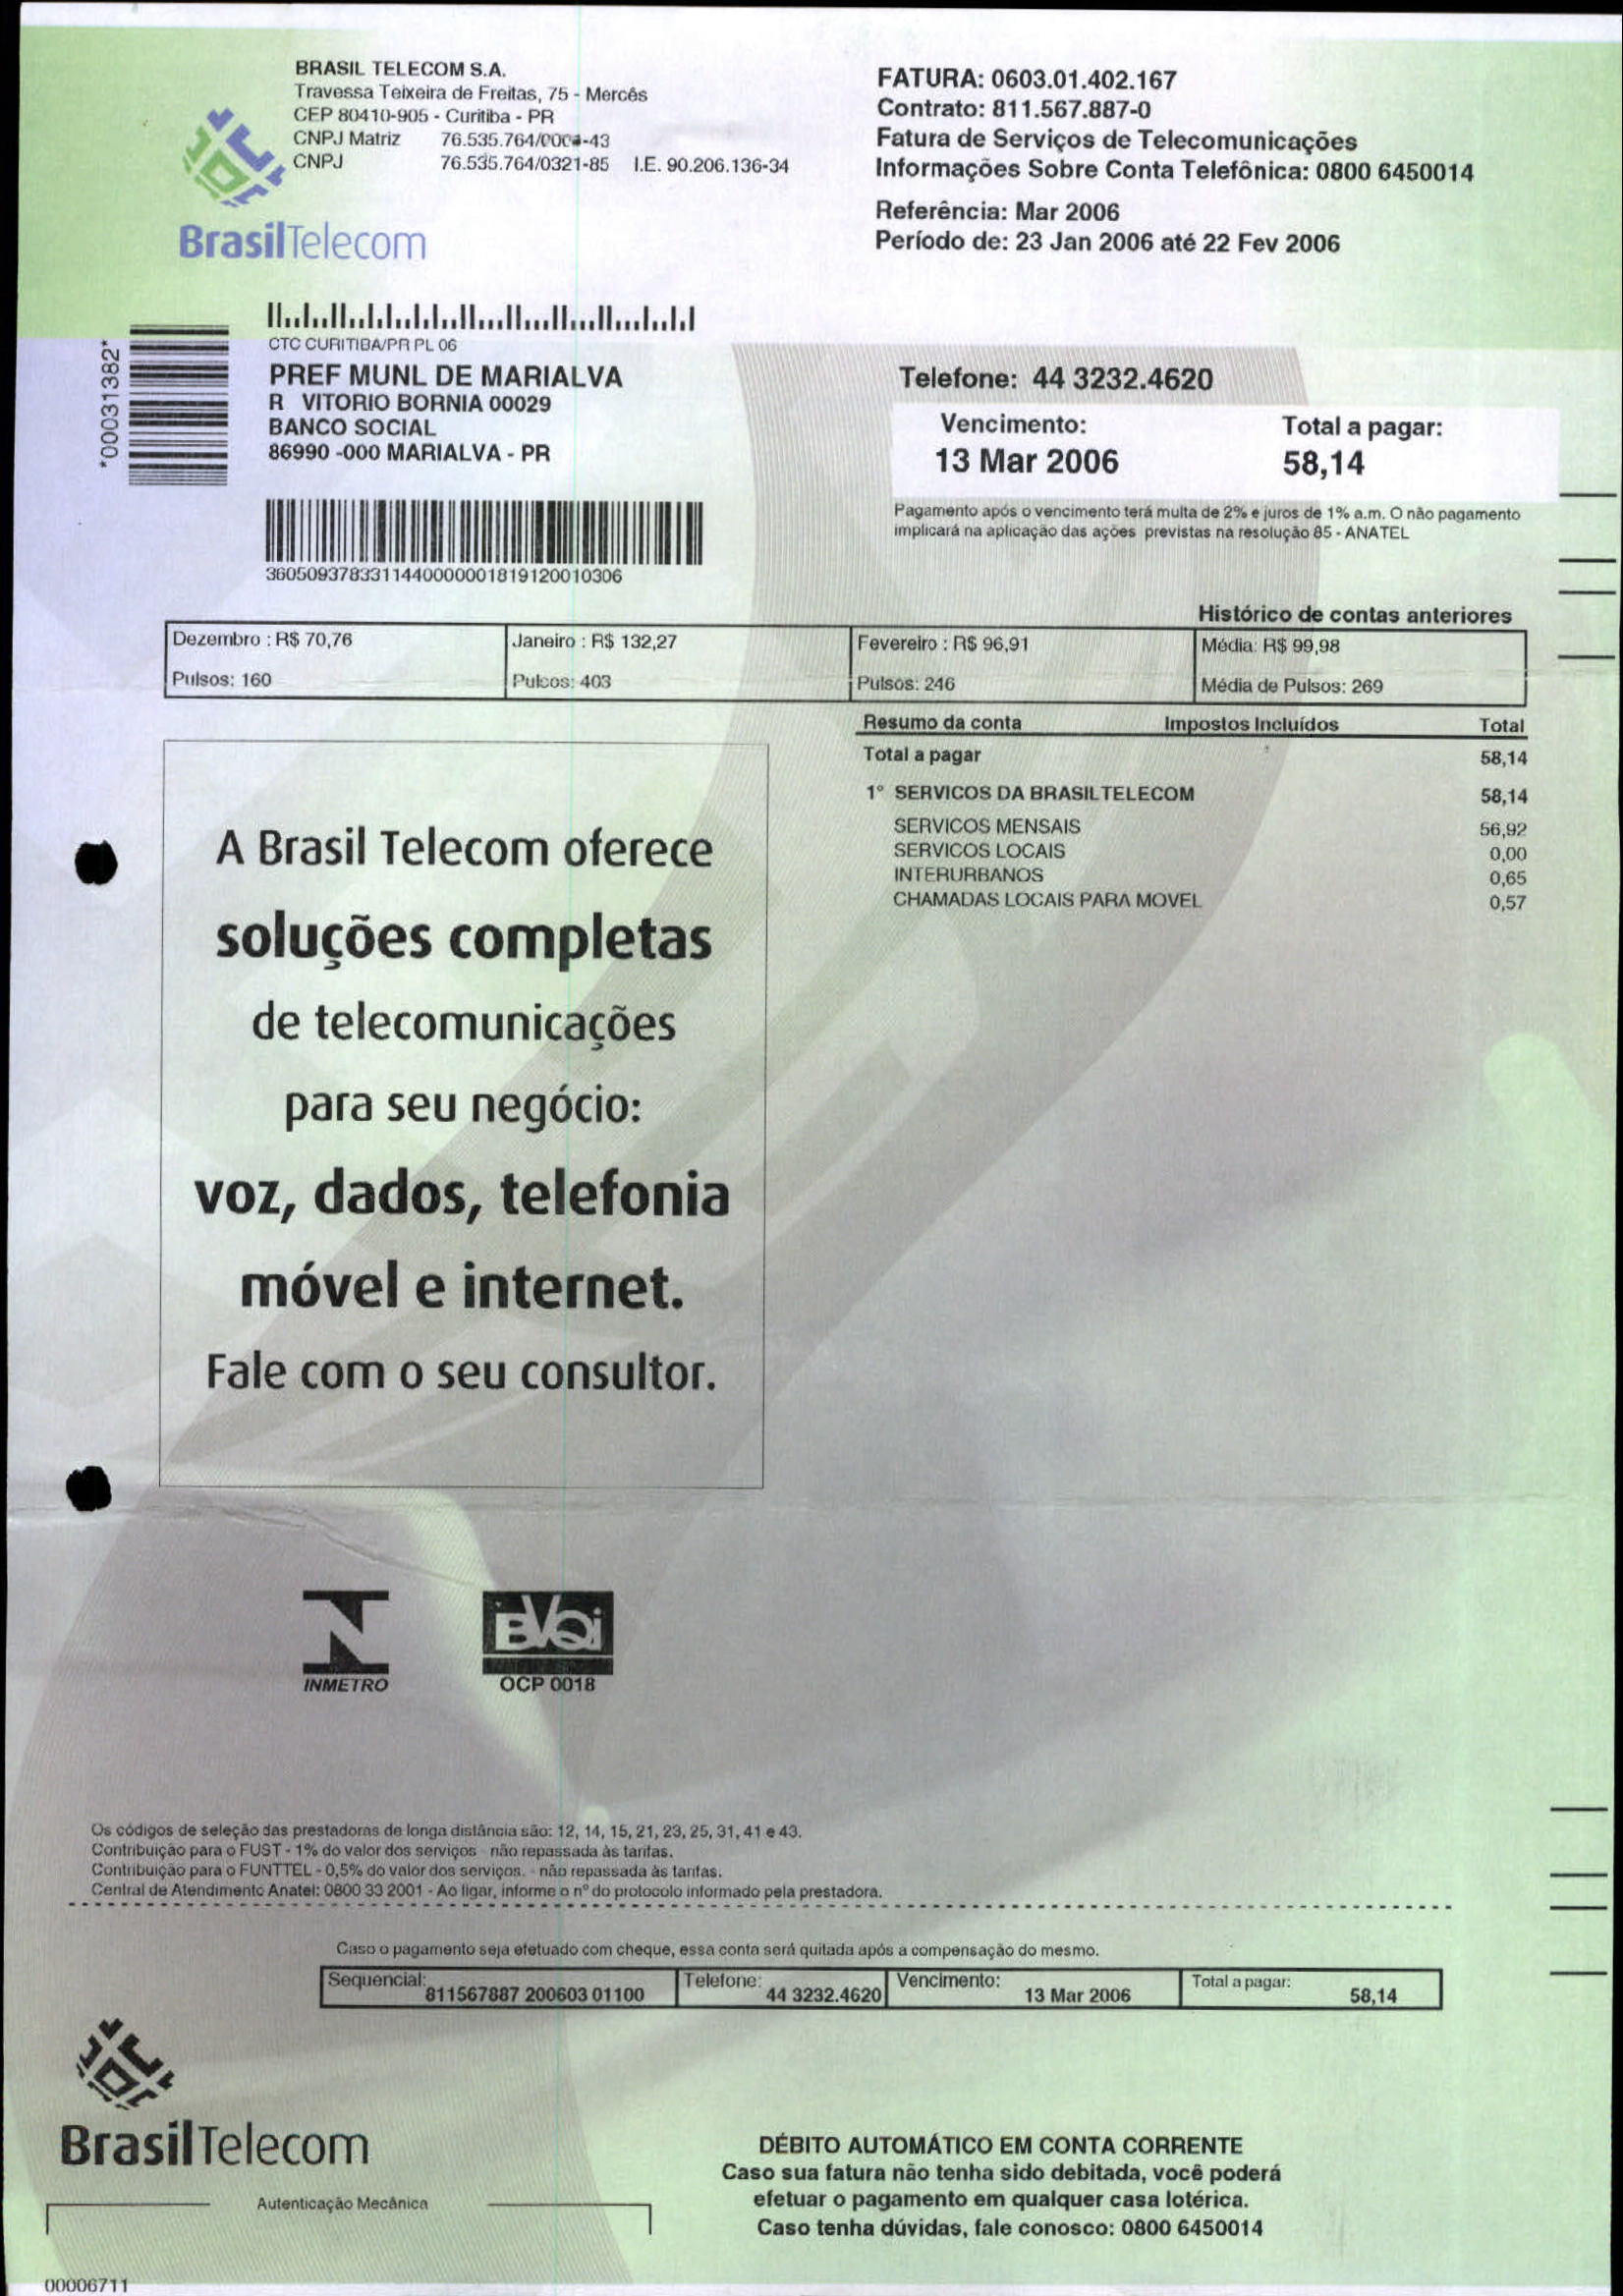 BRASIL TELECOM S.A.
Travessa Teixeira de Freitas, 75 - Mercês
CEP 80410-905 - Curitiba - PR
CNPJ Matriz 76.535.764/
CNPJ 76.535.764/0321-85 I.E. 90.206.136-34
BrasilTelecom
FATURA: 0603.01.402.167
Contrato: 811.567.887-0
Fatura de Serviços de Telecomunicações
Informações Sobre Conta Telefônica: 0800 6450014
Referência: Mar 2006
Período de: 23 Jan 2006 até 22 Fev 2006
*00031382*
CTC CURITIBA/PR PL 06
PREF MUNL DE MARIALVA
R VITORIO BORNIA 00029
BANCO SOCIAL
86990 -000 MARIALVA - PR
360509378331144000000181912001​0306
Telefone: 44 3232.4620
Vencimento: Total a pagar:
13 Mar 2006 58,14
Pagamento após o vencimento terá multa de 2% e juros de 1% a.m. O não pagamento
implicará na aplicação das ações previstas na resolução 85 - ANATEL
Histórico de contas anteriores
Dezembro : R$ 70,76 Janeiro : R$ 132,27 Fevereiro : R$ 96,91 Média: R$ 99,98
Pulsos: 160 Pulsos: 403 Pulsos: 246 Média de Pulsos: 269
Resumo da conta Impostos Incluídos Total
Total a pagar 58,14
1° SERVICOS DA BRASILTELECOM 58,14
SERVICOS MENSAIS 56,92
SERVICOS LOCAIS 0,00
INTERURBANOS 0,65
CHAMADAS LOCAIS PARA MOVEL 0,57
A Brasil Telecom oferece
soluções completas
de telecomunicações
para seu negócio:
voz, dados, telefonia
móvel e internet.
Fale com o seu consultor.
INMETRO
BVQi
OCP 0018
Os códigos de seleção das prestadoras de longa distância são: 12, 14, 15, 21, 23, 25, 31, 41 e 43.
Contribuição para o FUST - 1% do valor dos serviços - não repassada às tarifas.
Contribuição para o FUNTTEL - 0,5% do valor dos serviços. - não repassada às tarifas.
Central de Atendimento Anatel: 0800 33 2001 - Ao ligar, informe o n° do protocolo informado pela prestadora.
Caso o pagamento seja efetuado com cheque, essa conta será quitada após a compensação do mesmo.
Sequencial: Telefone: Vencimento: Total a pagar:
811567887 200603 01100 44 3232.4620 13 Mar 2006 58,14
BrasilTelecom
Autenticação Mecânica
DÉBITO AUTOMÁTICO EM CONTA CORRENTE
Caso sua fatura não tenha sido debitada, você poderá
efetuar o pagamento em qualquer casa lotérica.
Caso tenha dúvidas, fale conosco: 0800 6450014
00006711